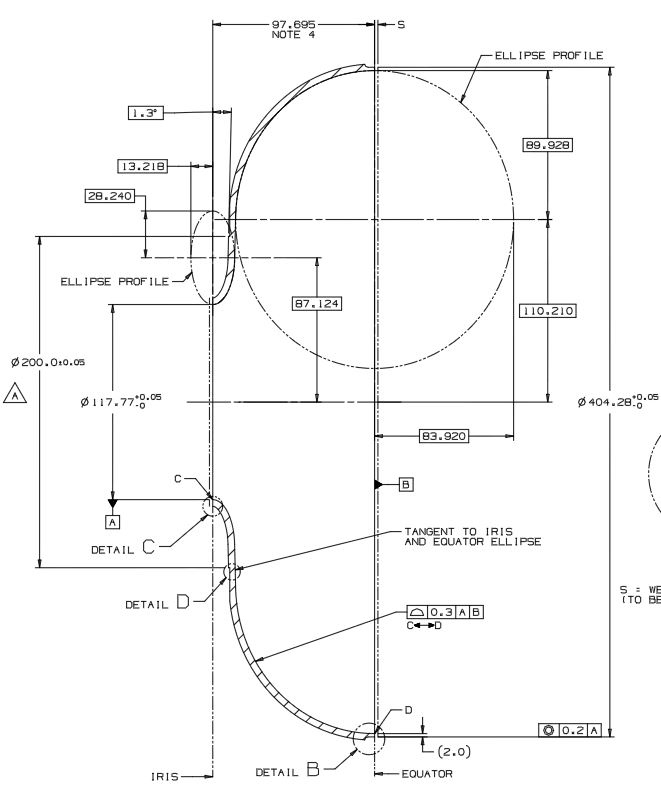 97.695
NOTE 4
S
ELLIPSE PROFILE
1.3°
89.928
13.218
28.240
ELLIPSE PROFILE
87.124
110.210
Ø200.0±0.05
A
Ø117.77+0.05 0
Ø404.28+0.05 0
83.920
C
B
A
DETAIL C
TANGENT TO IRIS
AND EQUATOR ELLIPSE
DETAIL D
0.3 A B
C↔D
S = WE
(TO BE
D
0.2 A
(2.0)
DETAIL B
IRIS
EQUATOR